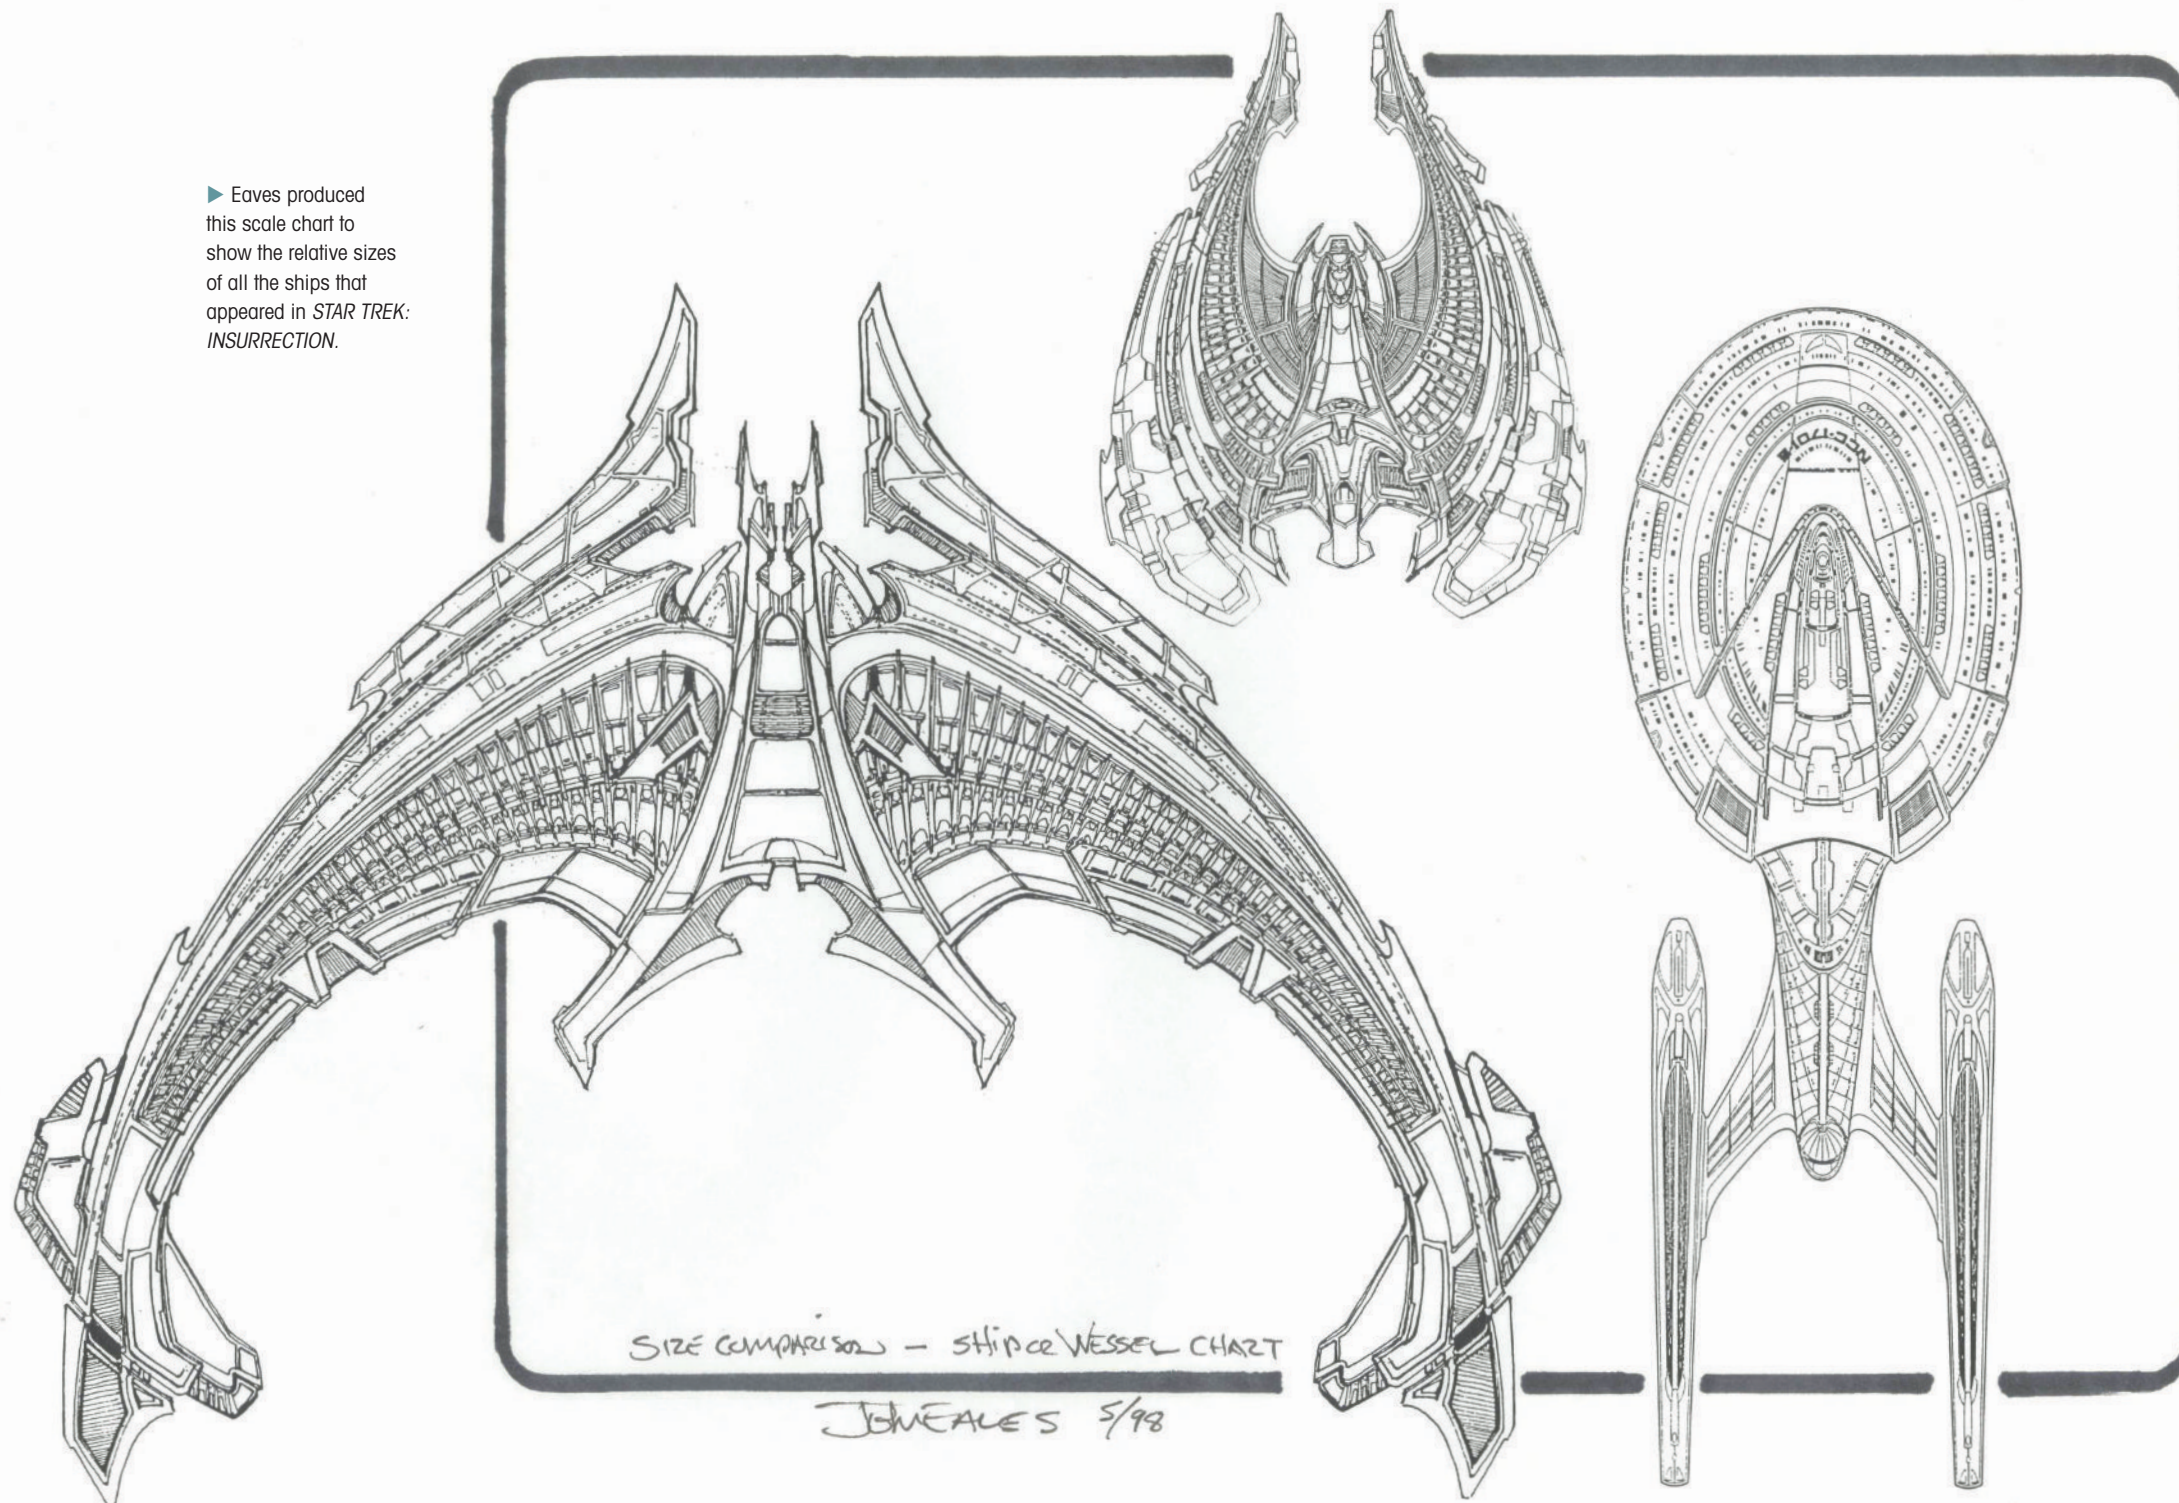 ▶ Eaves produced
this scale chart to
show the relative sizes
of all the ships that
appeared in STAR TREK:
INSURRECTION.
NCC-1701
SIZE COMPARISON – SHIP OR WESSEL CHART
JOHN EAVES 5/98